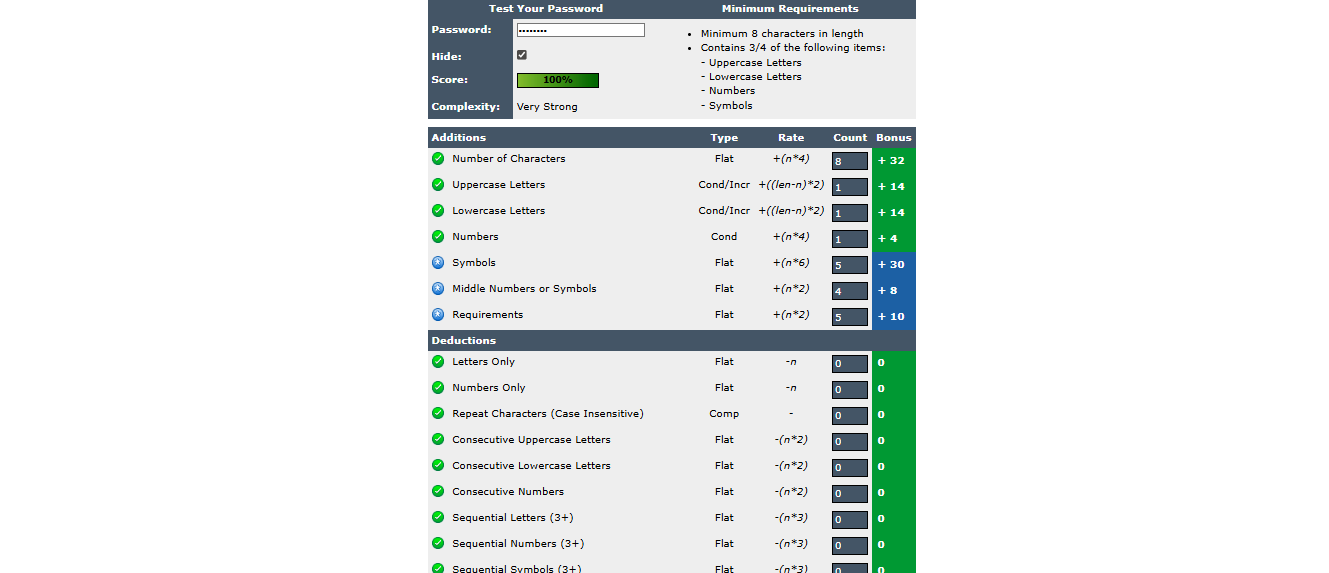 Test Your Password Minimum Requirements
Password: ••••••••
Hide:
Score: 100%
Complexity: Very Strong
• Minimum 8 characters in length
• Contains 3/4 of the following items:
- Uppercase Letters
- Lowercase Letters
- Numbers
- Symbols
Additions Type Rate Count Bonus
Number of Characters Flat +(n*4) 8 + 32
Uppercase Letters Cond/Incr +((len-n)*2) 1 + 14
Lowercase Letters Cond/Incr +((len-n)*2) 1 + 14
Numbers Cond +(n*4) 1 + 4
Symbols Flat +(n*6) 5 + 30
Middle Numbers or Symbols Flat +(n*2) 4 + 8
Requirements Flat +(n*2) 5 + 10
Deductions
Letters Only Flat -n 0 0
Numbers Only Flat -n 0 0
Repeat Characters (Case Insensitive) Comp - 0 0
Consecutive Uppercase Letters Flat -(n*2) 0 0
Consecutive Lowercase Letters Flat -(n*2) 0 0
Consecutive Numbers Flat -(n*2) 0 0
Sequential Letters (3+) Flat -(n*3) 0 0
Sequential Numbers (3+) Flat -(n*3) 0 0
Sequential Symbols (3+) Flat -(n*3) 0 0